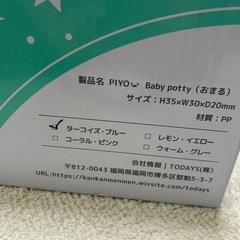 製品名 PIYO Baby potty（おまる）
サイズ：H35×W30×D20mm
材質：PP
ターコイズ・ブルー
レモン・イエロー
コーラル・ピンク
ウォーム・グレー
会社情報｜TODAYS(株)
〒812-0043 福岡県福岡市博多区堅粕5-3-7
URL:https://kankanmenmen.wixsite.com/todays